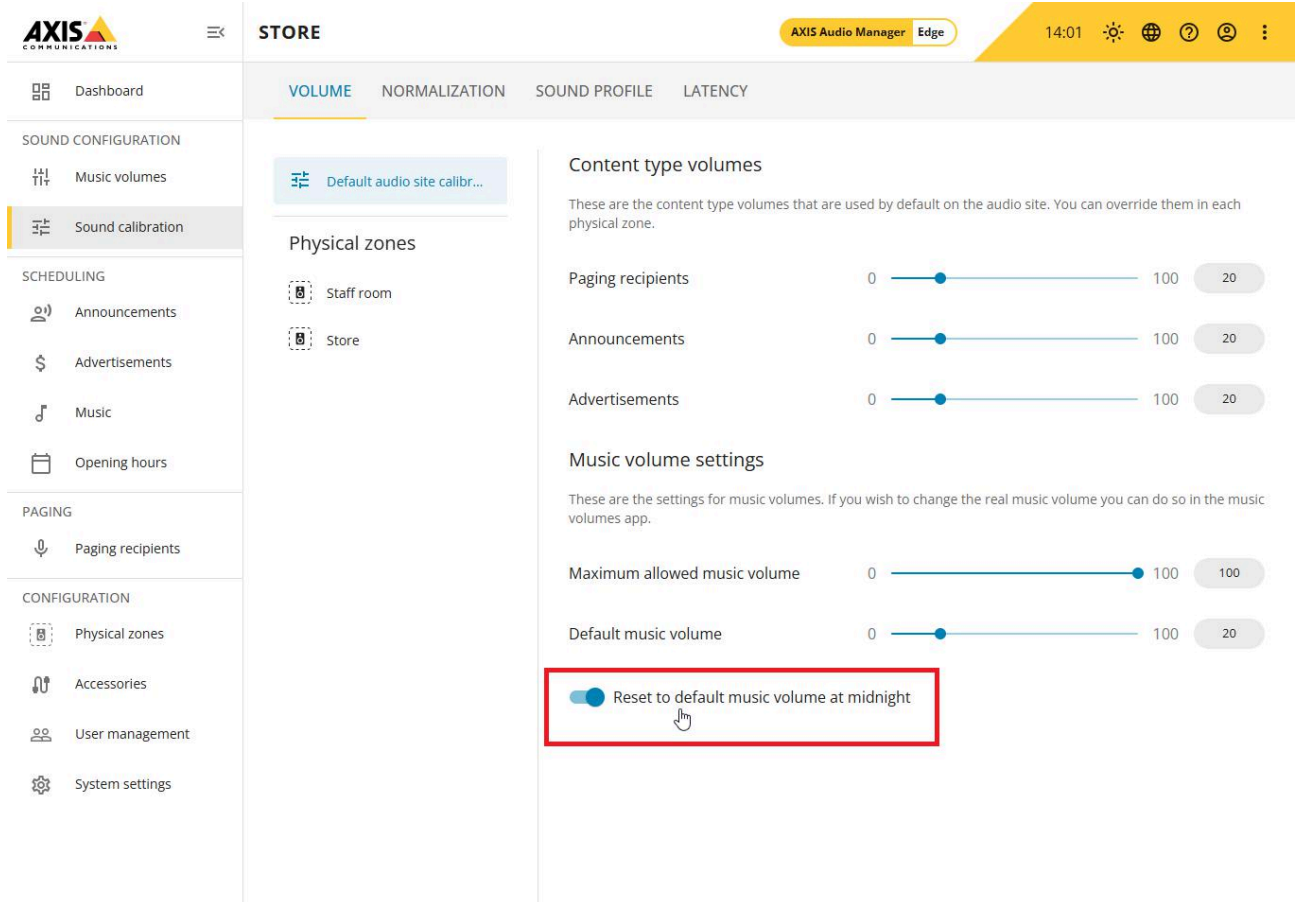 AXIS
COMMUNICATIONS
STORE
AXIS Audio Manager Edge
14:01
Dashboard
SOUND CONFIGURATION
Music volumes
Sound calibration
SCHEDULING
Announcements
Advertisements
Music
Opening hours
PAGING
Paging recipients
CONFIGURATION
Physical zones
Accessories
User management
System settings
VOLUME NORMALIZATION SOUND PROFILE LATENCY
Default audio site calibr...
Physical zones
Staff room
Store
Content type volumes
These are the content type volumes that are used by default on the audio site. You can override them in each
physical zone.
Paging recipients 0 100 20
Announcements 0 100 20
Advertisements 0 100 20
Music volume settings
These are the settings for music volumes. If you wish to change the real music volume you can do so in the music
volumes app.
Maximum allowed music volume 0 100 100
Default music volume 0 100 20
Reset to default music volume at midnight